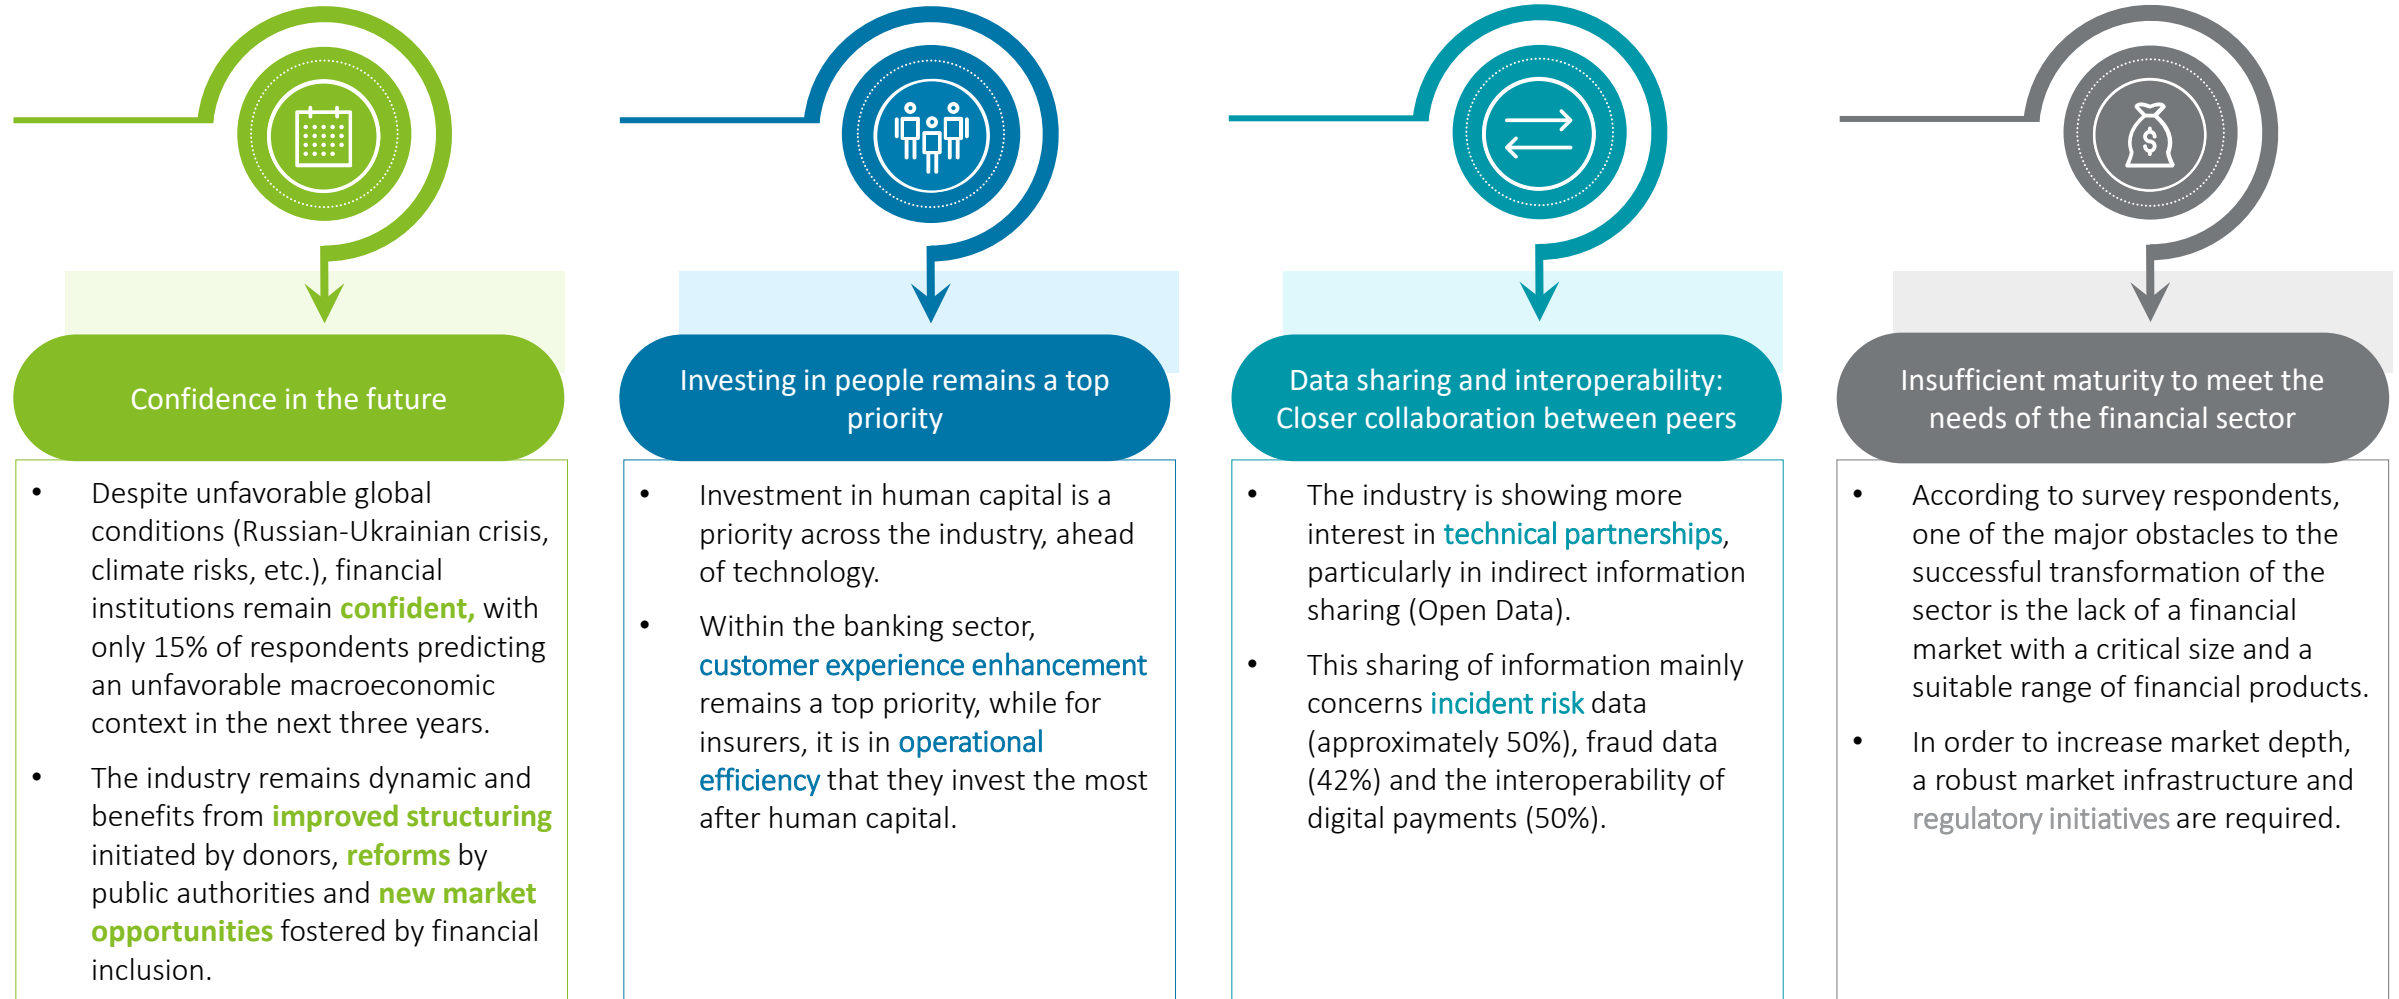 Confidence in the future
• Despite unfavorable global
conditions (Russian-Ukrainian crisis,
climate risks, etc.), financial
institutions remain confident, with
only 15% of respondents predicting
an unfavorable macroeconomic
context in the next three years.
• The industry remains dynamic and
benefits from improved structuring
initiated by donors, reforms by
public authorities and new market
opportunities fostered by financial
inclusion.
Investing in people remains a top
priority
• Investment in human capital is a
priority across the industry, ahead
of technology.
• Within the banking sector,
customer experience enhancement
remains a top priority, while for
insurers, it is in operational
efficiency that they invest the most
after human capital.
Data sharing and interoperability:
Closer collaboration between peers
• The industry is showing more
interest in technical partnerships,
particularly in indirect information
sharing (Open Data).
• This sharing of information mainly
concerns incident risk data
(approximately 50%), fraud data
(42%) and the interoperability of
digital payments (50%).
$
Insufficient maturity to meet the
needs of the financial sector
• According to survey respondents,
one of the major obstacles to the
successful transformation of the
sector is the lack of a financial
market with a critical size and a
suitable range of financial products.
• In order to increase market depth,
a robust market infrastructure and
regulatory initiatives are required.